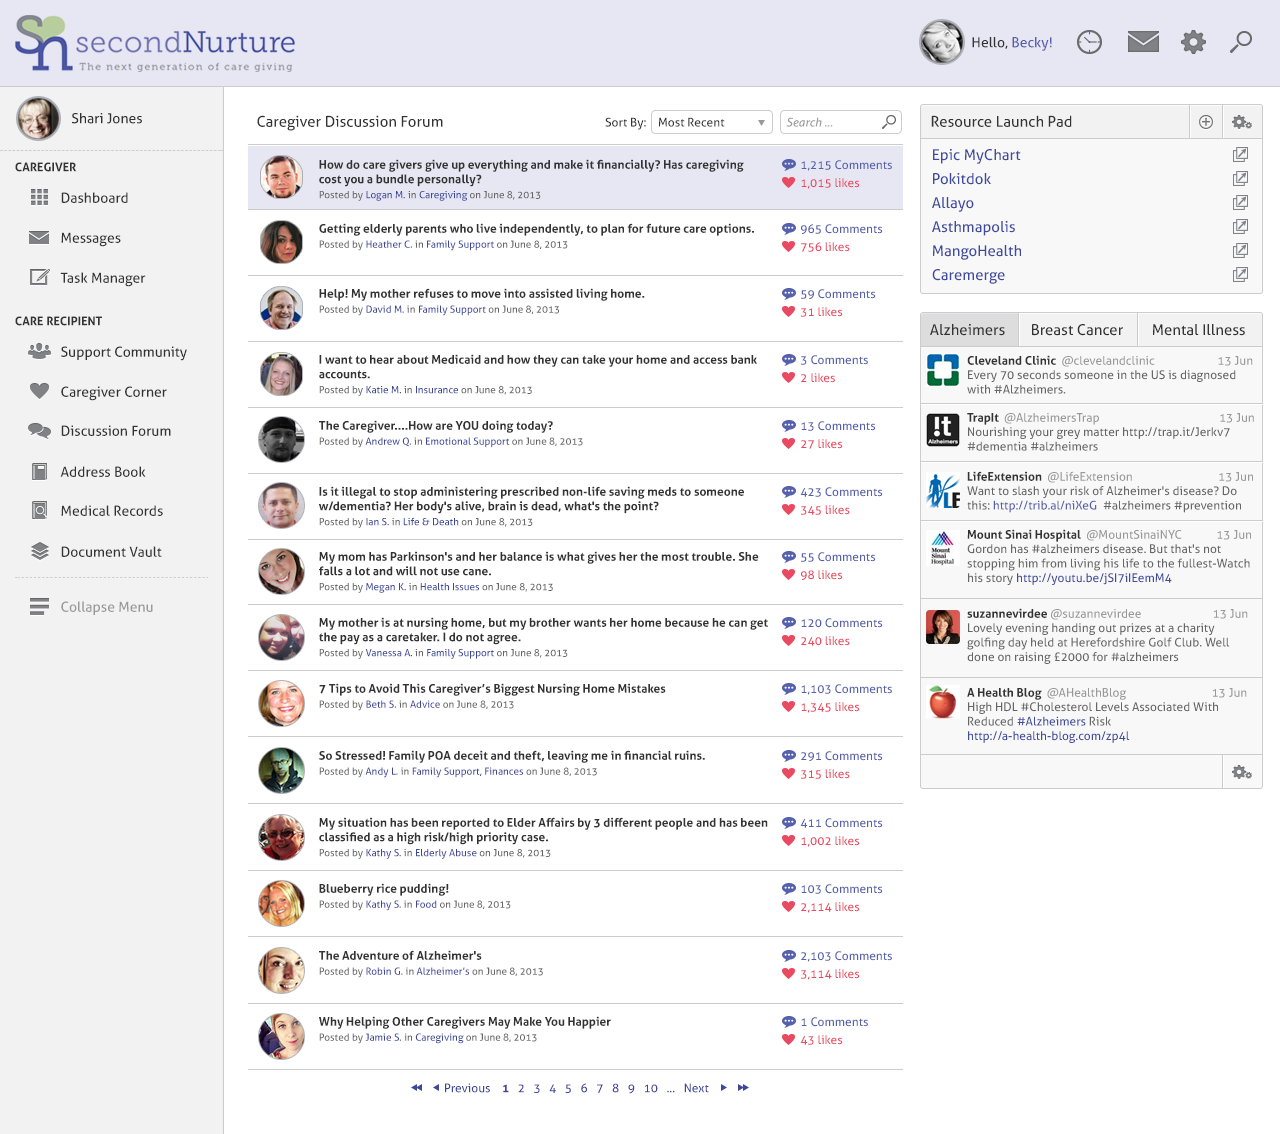 secondNurture
The next generation of care giving
Hello, Becky!
Shari Jones
CAREGIVER
Dashboard
Messages
Task Manager
CARE RECIPIENT
Support Community
Caregiver Corner
Discussion Forum
Address Book
Medical Records
Document Vault
Collapse Menu
Caregiver Discussion Forum
Sort By: Most Recent
Search ...
How do care givers give up everything and make it financially? Has caregiving
cost you a bundle personally?
Posted by Logan M. in Caregiving on June 8, 2013
1,215 Comments
1,015 likes
Getting elderly parents who live independently, to plan for future care options.
Posted by Heather C. in Family Support on June 8, 2013
965 Comments
756 likes
Help! My mother refuses to move into assisted living home.
Posted by David M. in Family Support on June 8, 2013
59 Comments
31 likes
I want to hear about Medicaid and how they can take your home and access bank
accounts.
Posted by Katie M. in Insurance on June 8, 2013
3 Comments
2 likes
The Caregiver....How are YOU doing today?
Posted by Andrew Q. in Emotional Support on June 8, 2013
13 Comments
27 likes
Is it illegal to stop administering prescribed non-life saving meds to someone
w/dementia? Her body's alive, brain is dead, what's the point?
Posted by Ian S. in Life & Death on June 8, 2013
423 Comments
345 likes
My mom has Parkinson's and her balance is what gives her the most trouble. She
falls a lot and will not use cane.
Posted by Megan K. in Health Issues on June 8, 2013
55 Comments
98 likes
My mother is at nursing home, but my brother wants her home because he can get
the pay as a caretaker. I do not agree.
Posted by Vanessa A. in Family Support on June 8, 2013
120 Comments
240 likes
7 Tips to Avoid This Caregiver's Biggest Nursing Home Mistakes
Posted by Beth S. in Advice on June 8, 2013
1,103 Comments
1,345 likes
So Stressed! Family POA deceit and theft, leaving me in financial ruins.
Posted by Andy L. in Family Support, Finances on June 8, 2013
291 Comments
315 likes
My situation has been reported to Elder Affairs by 3 different people and has been
classified as a high risk/high priority case.
Posted by Kathy S. in Elderly Abuse on June 8, 2013
411 Comments
1,002 likes
Blueberry rice pudding!
Posted by Kathy S. in Food on June 8, 2013
103 Comments
2,114 likes
The Adventure of Alzheimer's
Posted by Robin G. in Alzheimer's on June 8, 2013
2,103 Comments
3,114 likes
Why Helping Other Caregivers May Make You Happier
Posted by Jamie S. in Caregiving on June 8, 2013
1 Comments
43 likes
Previous 1 2 3 4 5 6 7 8 9 10 ... Next
Resource Launch Pad
Epic MyChart
Pokitdok
Allayo
Asthmapolis
MangoHealth
Caremerge
Alzheimers Breast Cancer Mental Illness
Cleveland Clinic @clevelandclinic 13 Jun
Every 70 seconds someone in the US is diagnosed
with #Alzheimers.
!t
Alzheimers
TrapIt @AlzheimersTrap 13 Jun
Nourishing your grey matter http://trap.it/Jerkv7
#dementia #alzheimers
LF
LifeExtension @LifeExtension 13 Jun
Want to slash your risk of Alzheimer's disease? Do
this: http://trib.al/niXeG #alzheimers #prevention
Mount
Sinai
Hospital
Mount Sinai Hospital @MountSinaiNYC 13 Jun
Gordon has #alzheimers disease. But that's not
stopping him from living his life to the fullest-Watch
his story http://youtu.be/jSI7iIEemM4
suzannevirdee @suzannevirdee 13 Jun
Lovely evening handing out prizes at a charity
golfing day held at Herefordshire Golf Club. Well
done on raising £2000 for #alzheimers
A Health Blog @AHealthBlog 13 Jun
High HDL #Cholesterol Levels Associated With
Reduced #Alzheimers Risk
http://a-health-blog.com/zp4l